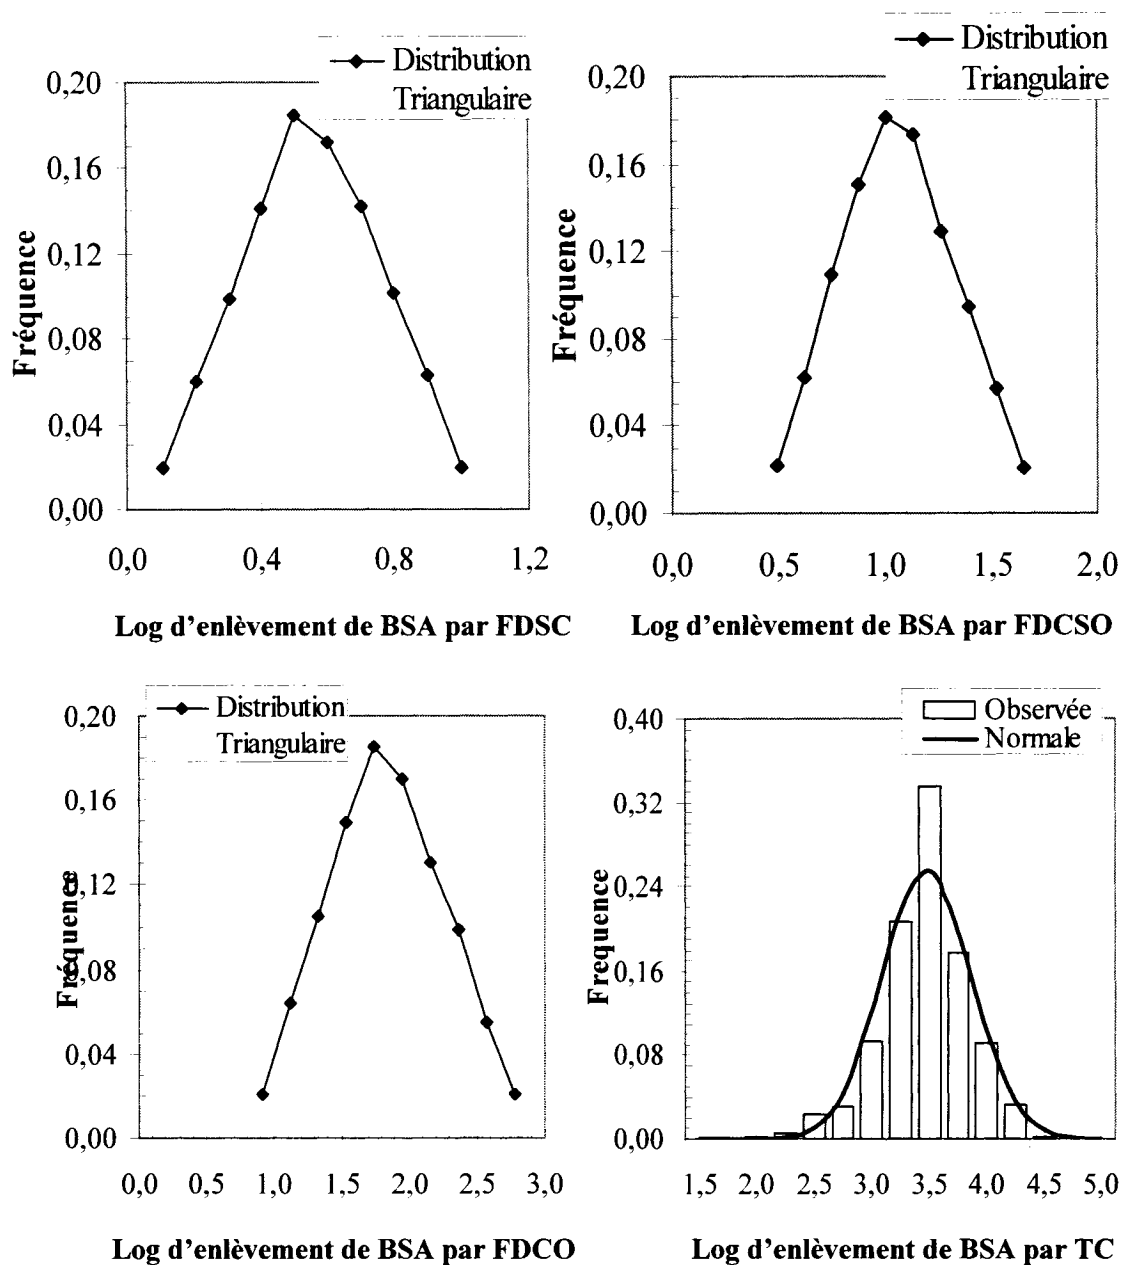 Distribution
Triangulaire
0,20
0,16
0,12
0,08
0,04
0,00
Fréquence
0,0 0,4 0,8 1,2
Log d'enlèvement de BSA par FDSC
Distribution
Triangulaire
0,20
0,16
0,12
0,08
0,04
0,00
Fréquence
0,0 0,5 1,0 1,5 2,0
Log d'enlèvement de BSA par FDCSO
Distribution
Triangulaire
0,20
0,16
0,12
0,08
0,04
0,00
Fréquence
0,0 0,5 1,0 1,5 2,0 2,5 3,0
Log d'enlèvement de BSA par FDCO
Observée
Normale
0,40
0,32
0,24
0,16
0,08
0,00
Frequence
1,5 2,0 2,5 3,0 3,5 4,0 4,5 5,0
Log d'enlèvement de BSA par TC